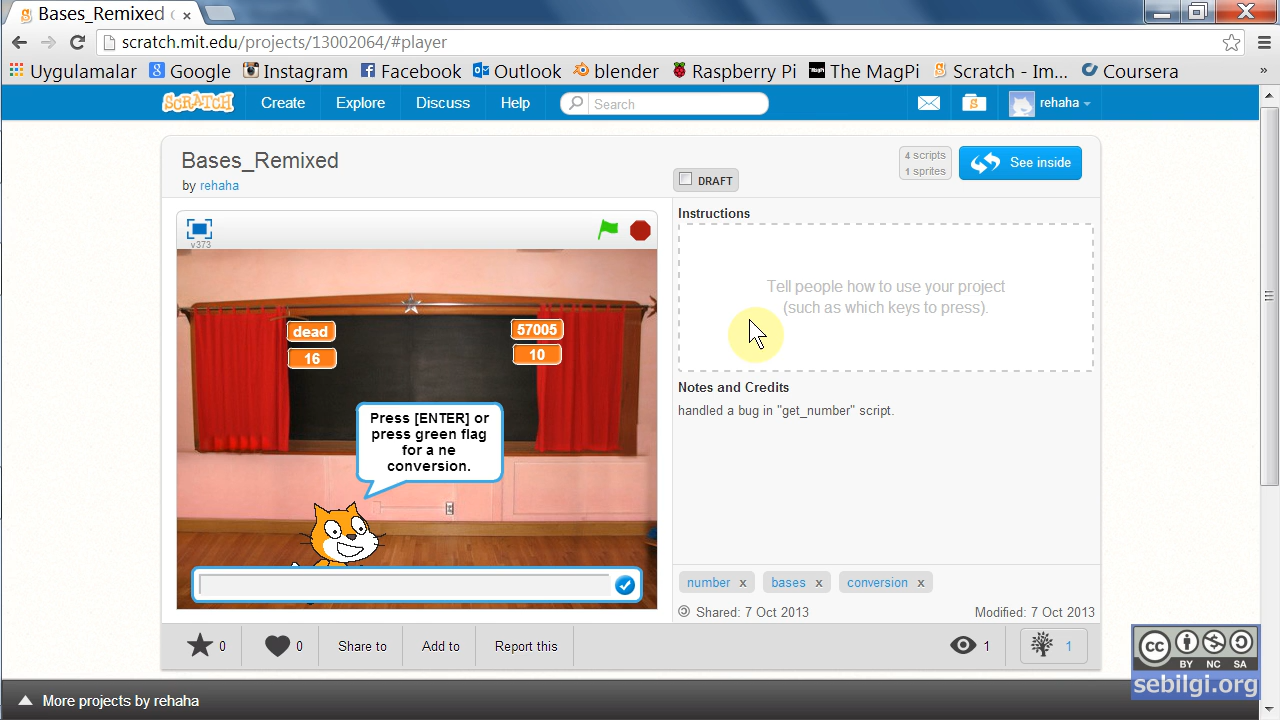 Bases_Remixed
scratch.mit.edu/projects/13002064/#player
Uygulamalar Google Instagram Facebook Outlook blender Raspberry Pi The MagPi Scratch - Im... Coursera »
SCRATCH Create Explore Discuss Help Search rehaha
Bases_Remixed
by rehaha
DRAFT
4 scripts
1 sprites
See inside
v373
Instructions
Tell people how to use your project
(such as which keys to press).
dead
16
57005
10
Press [ENTER] or
press green flag
for a ne
conversion.
Notes and Credits
handled a bug in "get_number" script.
number x bases x conversion x
Shared: 7 Oct 2013 Modified: 7 Oct 2013
0 0 Share to Add to Report this 1 1
More projects by rehaha
cc BY NC SA
sebilgi.org